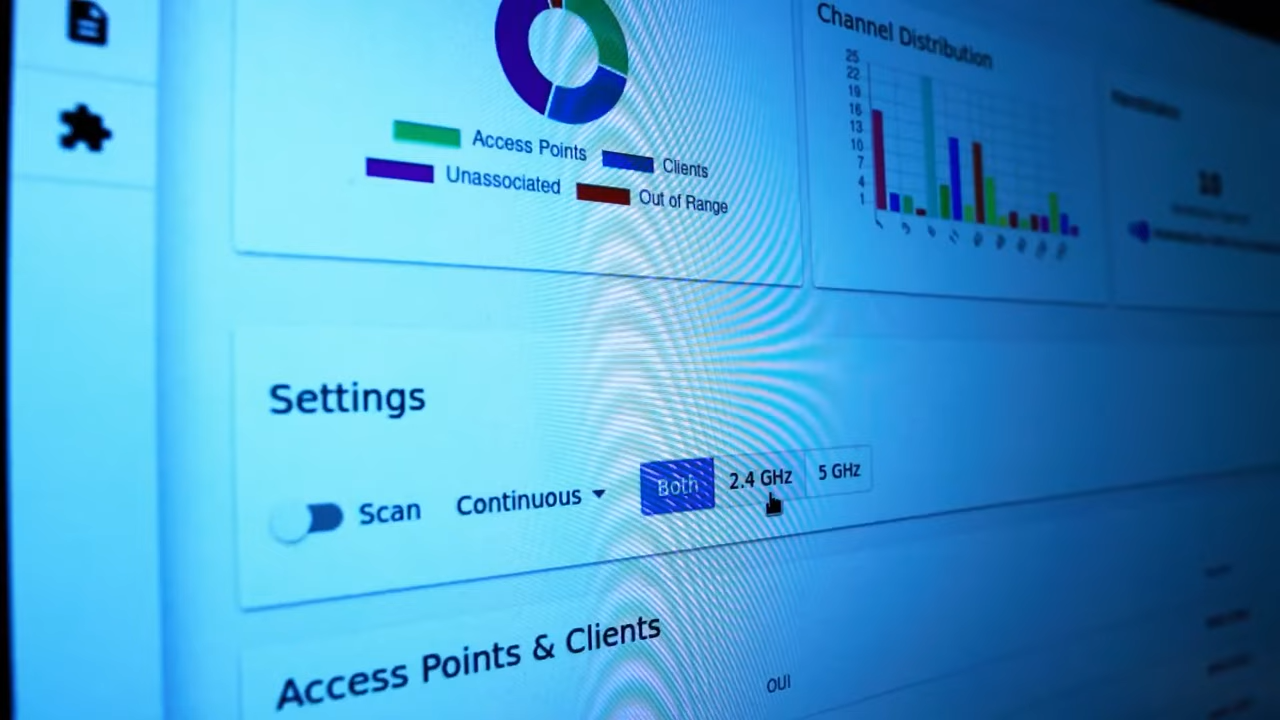 Channel Distribution
25
22
19
16
13
10
7
4
1
Access Points
Clients
Unassociated
Out of Range
Settings
Scan
Continuous
Both
2.4 GHz
5 GHz
Access Points & Clients
OUI